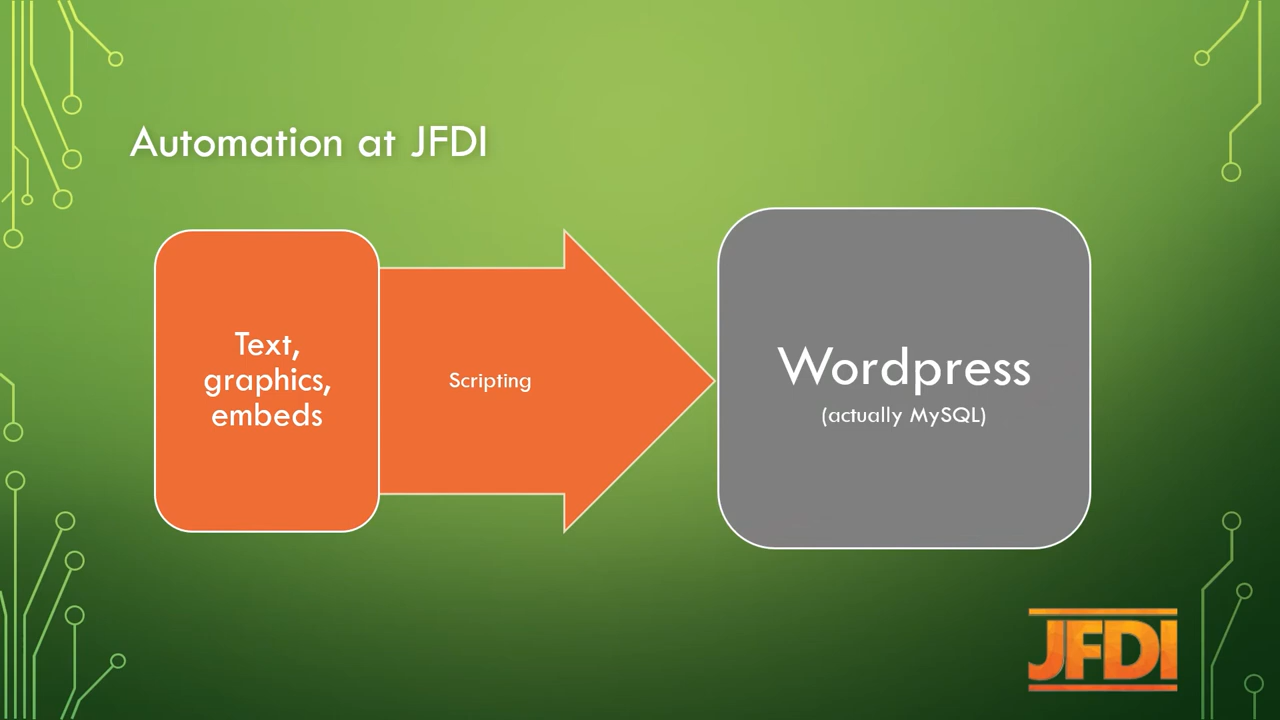 Automation at JFDI
Text,
graphics,
embeds
Scripting
Wordpress
(actually MySQL)
JFDI